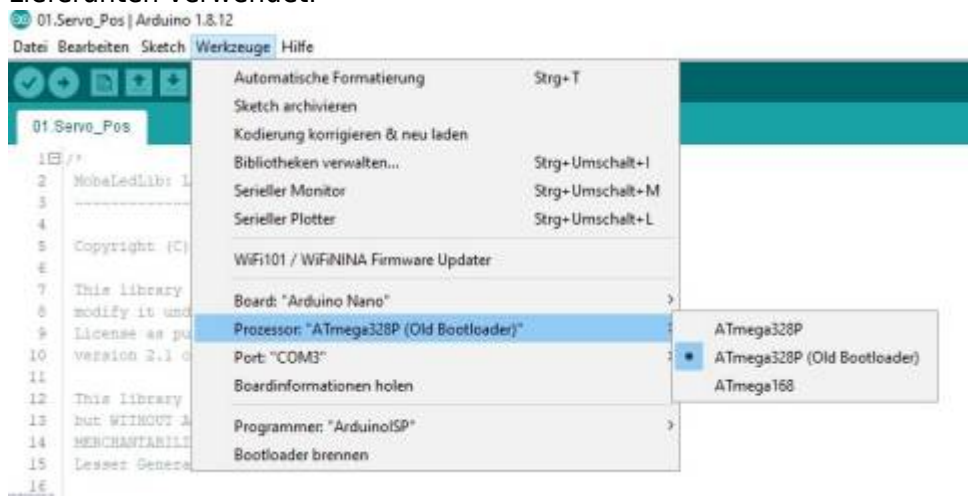 Lieferanten verwendet.
01.Servo_Pos | Arduino 1.8.12
Datei Bearbeiten Sketch Werkzeuge Hilfe
01.Servo_Pos
Automatische Formatierung Strg+T
Sketch archivieren
Kodierung korrigieren & neu laden
Bibliotheken verwalten... Strg+Umschalt+I
Serieller Monitor Strg+Umschalt+M
Serieller Plotter Strg+Umschalt+L
WiFi101 / WiFiNINA Firmware Updater
Board: "Arduino Nano"
Prozessor: "ATmega328P (Old Bootloader)"
Port: "COM3"
Boardinformationen holen
Programmer: "ArduinoISP"
Bootloader brennen
ATmega328P
ATmega328P (Old Bootloader)
ATmega168
1 /*
2 MobaLedLib: L
3 --------------
4
5 Copyright (C)
6
7 This library
8 modify it und
9 License as pu
10 version 2.1 o
11
12 This library
13 but WITHOUT A
14 MERCHANTABILI
15 Lesser Genera
16